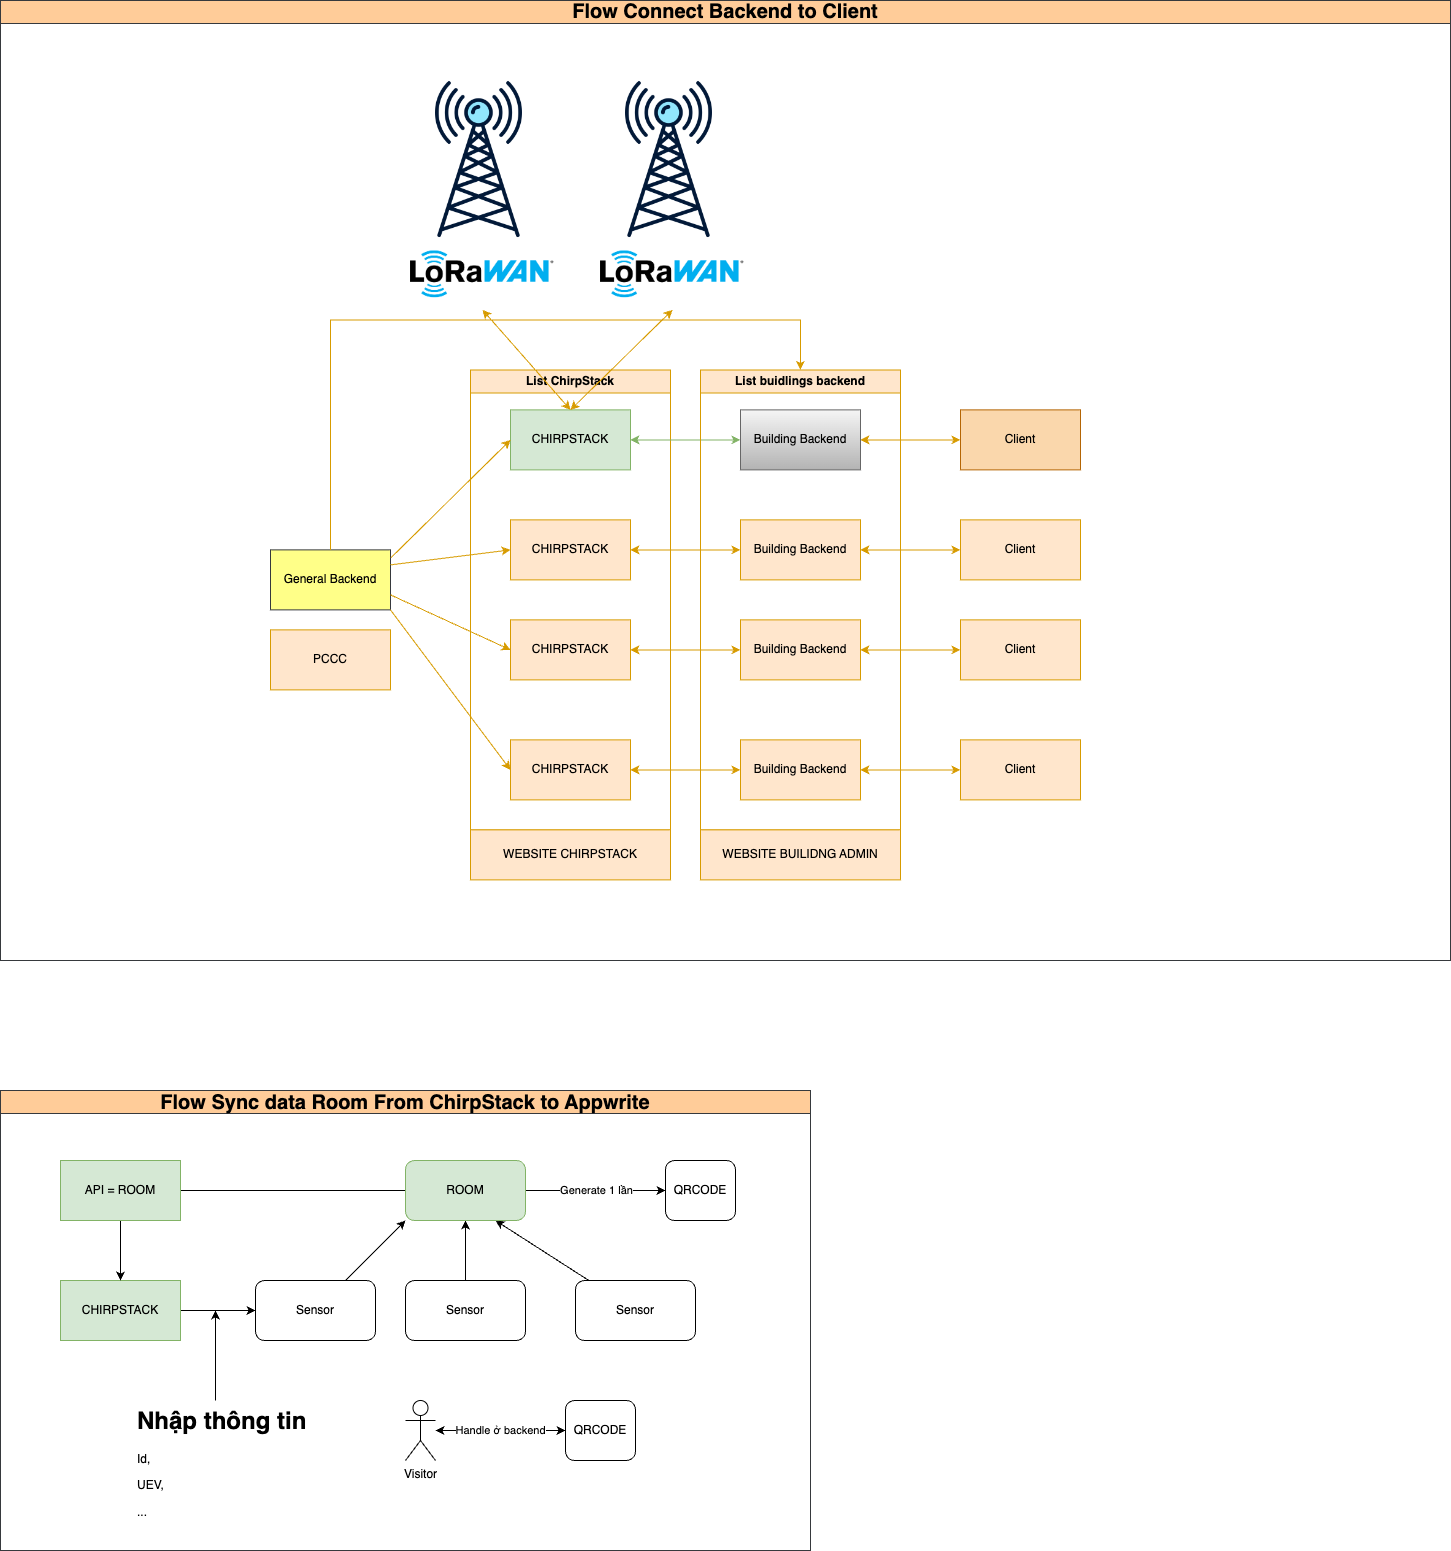 Flow Connect Backend to Client
LoRaWAN
LoRaWAN
List ChirpStack
List buidlings backend
CHIRPSTACK
Building Backend
Client
CHIRPSTACK
Building Backend
Client
General Backend
CHIRPSTACK
Building Backend
Client
PCCC
CHIRPSTACK
Building Backend
Client
WEBSITE CHIRPSTACK
WEBSITE BUILIDNG ADMIN
Flow Sync data Room From ChirpStack to Appwrite
API = ROOM
ROOM
Generate 1 lần
QRCODE
CHIRPSTACK
Sensor
Sensor
Sensor
Nhập thông tin
Id,
UEV,
...
Handle ở backend
QRCODE
Visitor